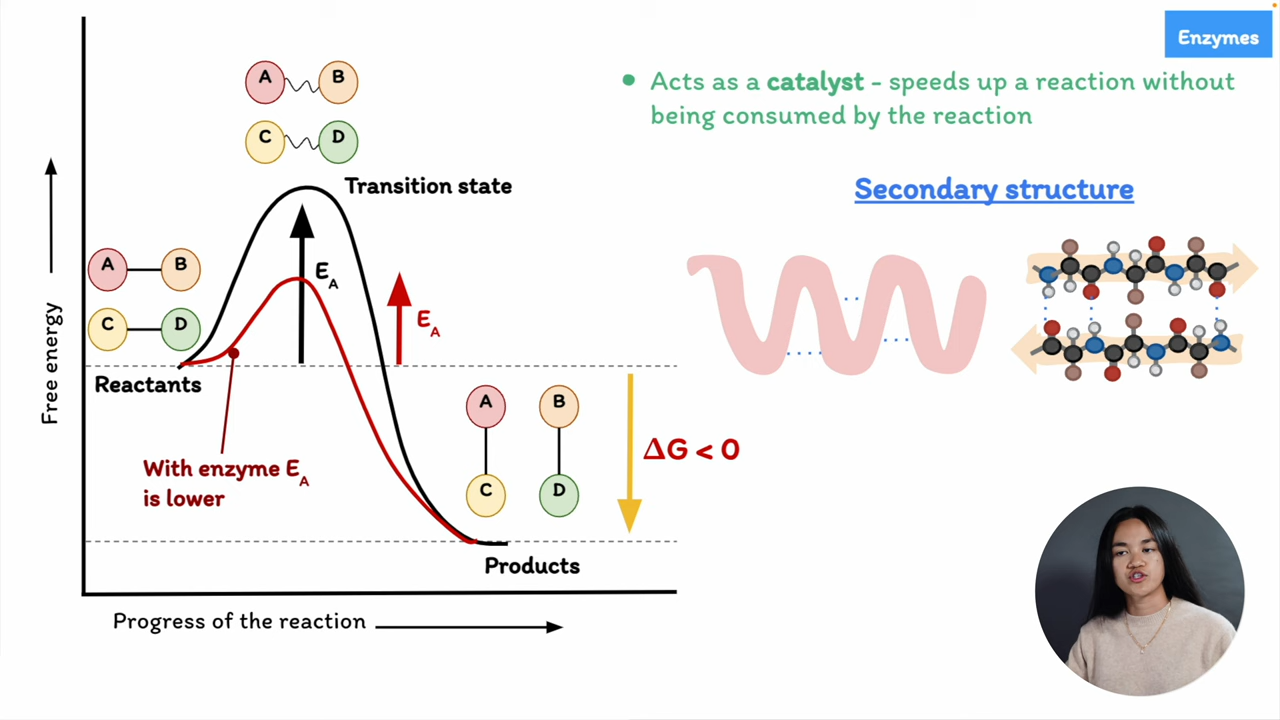 Enzymes
• Acts as a catalyst - speeds up a reaction without
being consumed by the reaction
Secondary structure
A B
C D
Transition state
A B
C D
Reactants
E_A
E_A
Free energy
With enzyme E_A
is lower
A B
C D
ΔG < 0
Products
Progress of the reaction